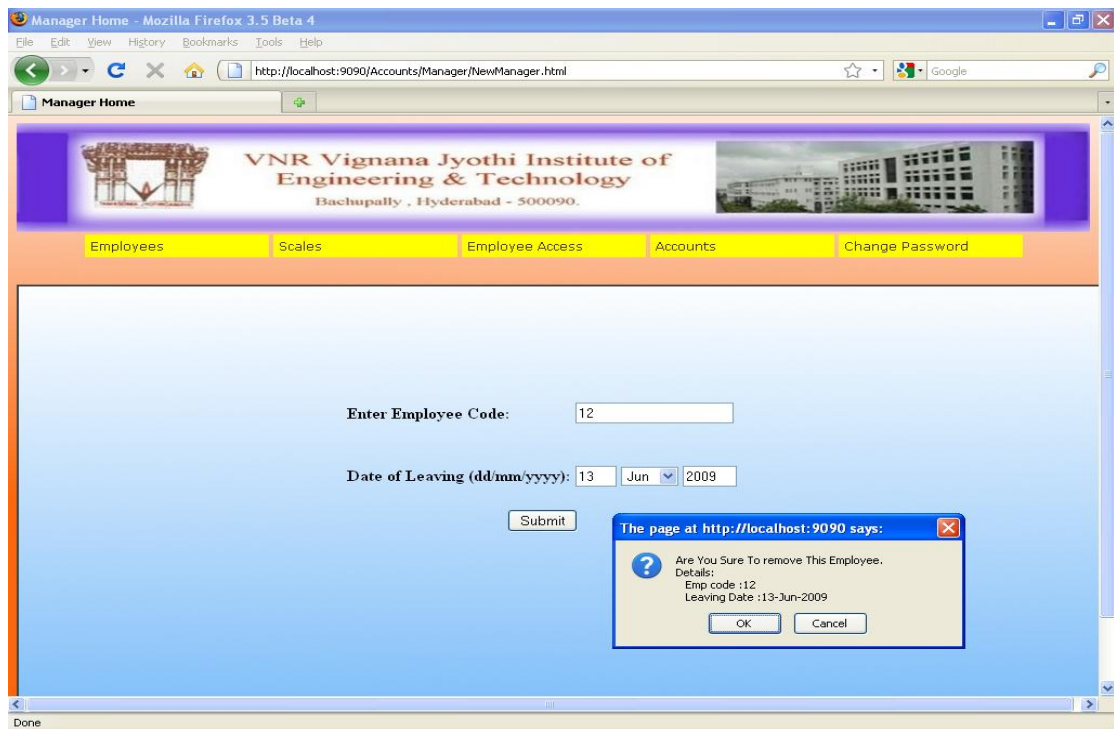 Manager Home - Mozilla Firefox 3.5 Beta 4
File Edit View History Bookmarks Tools Help
http://localhost:9090/Accounts/Manager/NewManager.html
Google
Manager Home
VNR Vignana Jyothi Institute of
Engineering & Technology
Bachupally , Hyderabad - 500090.
Employees Scales Employee Access Accounts Change Password
Enter Employee Code: 12
Date of Leaving (dd/mm/yyyy): 13 Jun 2009
Submit
The page at http://localhost:9090 says:
Are You Sure To remove This Employee.
Details:
Emp code :12
Leaving Date :13-Jun-2009
OK Cancel
Done